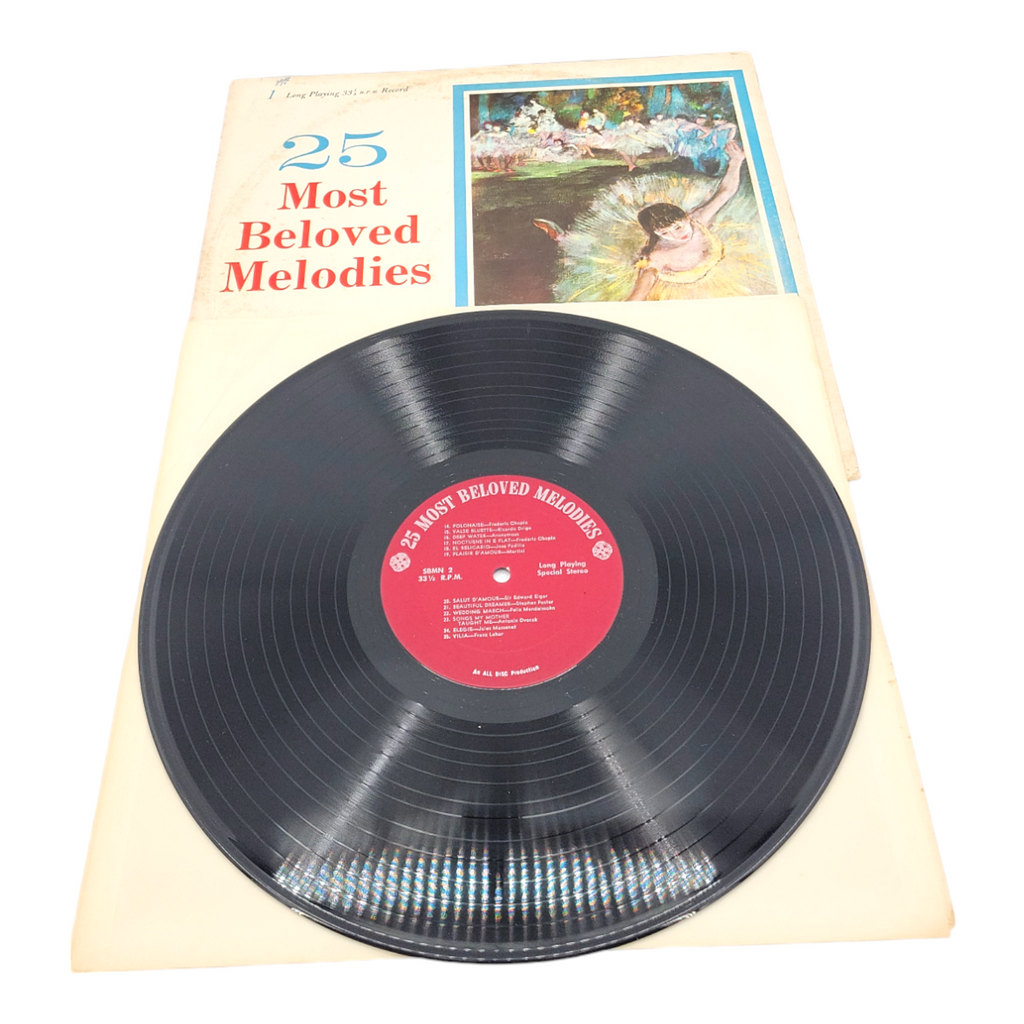 1 Long Playing 33⅓ R.P.M. Record
25
Most
Beloved
Melodies
25 MOST BELOVED MELODIES
14. POLONAISE—Frederic Chopin
15. VALSE BLUETTE—Ricardo Drigo
16. DEEP WATER—Anonymous
17. NOCTURNE IN E FLAT—Frederic Chopin
18. EL RELICARIO—Jose Padilla
19. PLAISIR D'AMOUR—Martini
SBMN 2
33⅓ R.P.M.
Long Playing
Special Stereo
20. SALUT D'AMOUR—Sir Edward Elgar
21. BEAUTIFUL DREAMER—Stephen Foster
22. WEDDING MARCH—Felix Mendelssohn
23. SONGS MY MOTHER
TAUGHT ME—Antonin Dvorak
24. ELEGIE—Jules Massenet
25. VILIA—Franz Lehar
An ALL DISC Production